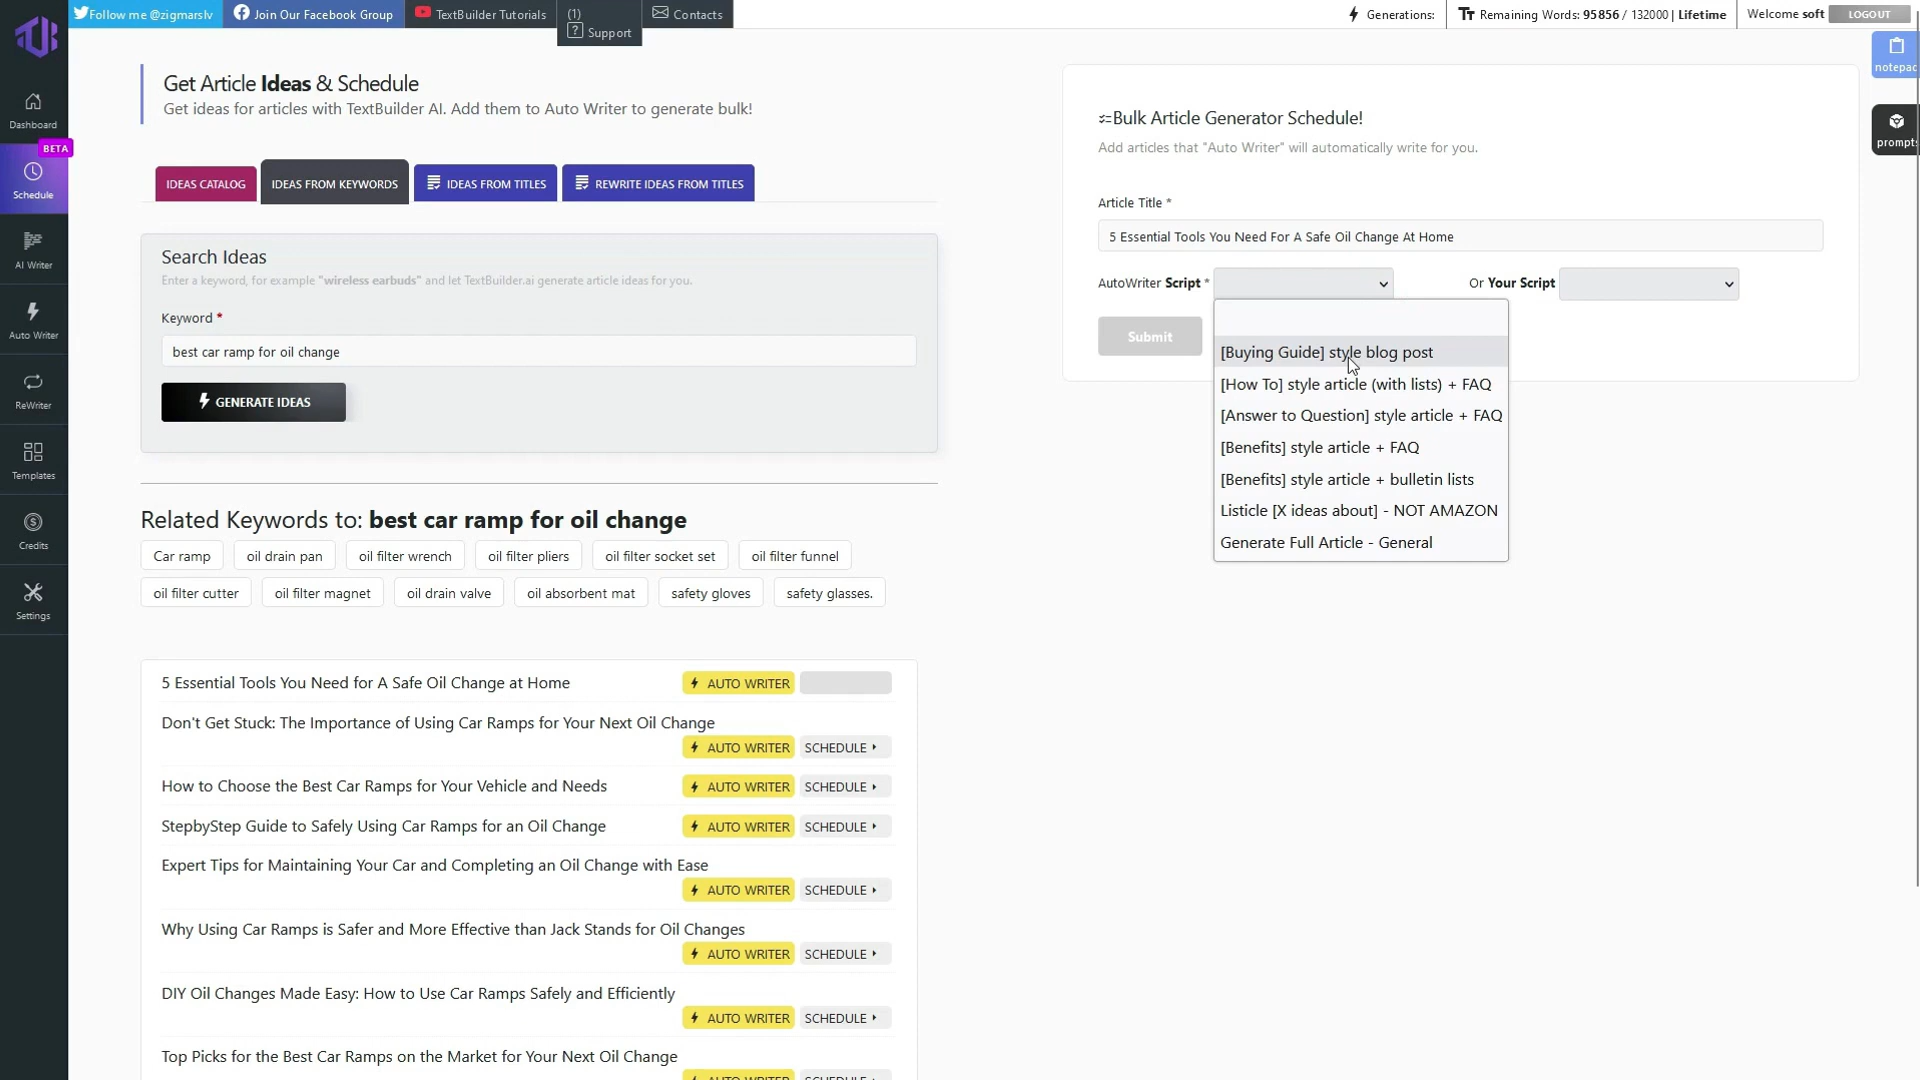 Follow me @zigmarslv
Join Our Facebook Group
TextBuilder Tutorials
(1)
Support
Contacts
Generations:
Remaining Words: 95856 / 132000 | Lifetime
Welcome soft
LOGOUT
notepad
prompts
Dashboard
BETA
Schedule
AI Writer
Auto Writer
ReWriter
Templates
Credits
Settings
Get Article Ideas & Schedule
Get ideas for articles with TextBuilder AI. Add them to Auto Writer to generate bulk!
IDEAS CATALOG
IDEAS FROM KEYWORDS
IDEAS FROM TITLES
REWRITE IDEAS FROM TITLES
Search Ideas
Enter a keyword, for example "wireless earbuds" and let TextBuilder.ai generate article ideas for you.
Keyword *
best car ramp for oil change
GENERATE IDEAS
Related Keywords to: best car ramp for oil change
Car ramp
oil drain pan
oil filter wrench
oil filter pliers
oil filter socket set
oil filter funnel
oil filter cutter
oil filter magnet
oil drain valve
oil absorbent mat
safety gloves
safety glasses.
5 Essential Tools You Need for A Safe Oil Change at Home
AUTO WRITER
Don't Get Stuck: The Importance of Using Car Ramps for Your Next Oil Change
AUTO WRITER SCHEDULE
How to Choose the Best Car Ramps for Your Vehicle and Needs
AUTO WRITER SCHEDULE
StepbyStep Guide to Safely Using Car Ramps for an Oil Change
AUTO WRITER SCHEDULE
Expert Tips for Maintaining Your Car and Completing an Oil Change with Ease
AUTO WRITER SCHEDULE
Why Using Car Ramps is Safer and More Effective than Jack Stands for Oil Changes
AUTO WRITER SCHEDULE
DIY Oil Changes Made Easy: How to Use Car Ramps Safely and Efficiently
AUTO WRITER SCHEDULE
Top Picks for the Best Car Ramps on the Market for Your Next Oil Change
AUTO WRITER SCHEDULE
Bulk Article Generator Schedule!
Add articles that "Auto Writer" will automatically write for you.
Article Title *
5 Essential Tools You Need For A Safe Oil Change At Home
AutoWriter Script *
Or Your Script
Submit
[Buying Guide] style blog post
[How To] style article (with lists) + FAQ
[Answer to Question] style article + FAQ
[Benefits] style article + FAQ
[Benefits] style article + bulletin lists
Listicle [X ideas about] - NOT AMAZON
Generate Full Article - General